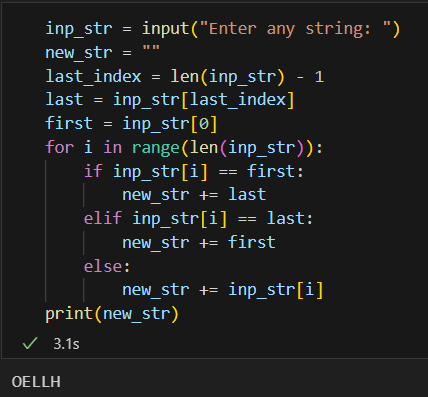 inp_str = input("Enter any string: ")
new_str = ""
last_index = len(inp_str) - 1
last = inp_str[last_index]
first = inp_str[0]
for i in range(len(inp_str)):
    if inp_str[i] == first:
        new_str += last
    elif inp_str[i] == last:
        new_str += first
    else:
        new_str += inp_str[i]
print(new_str)
3.1s
OELLH